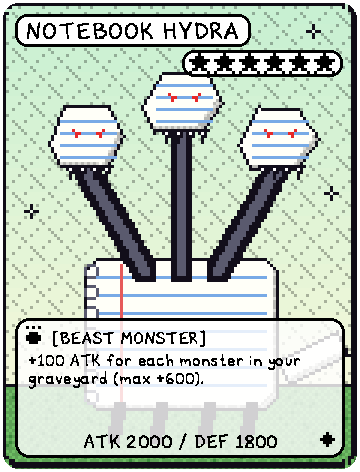 NOTEBOOK HYDRA
[BEAST MONSTER]
+100 ATK for each monster in your
graveyard (max +600).
ATK 2000 / DEF 1800